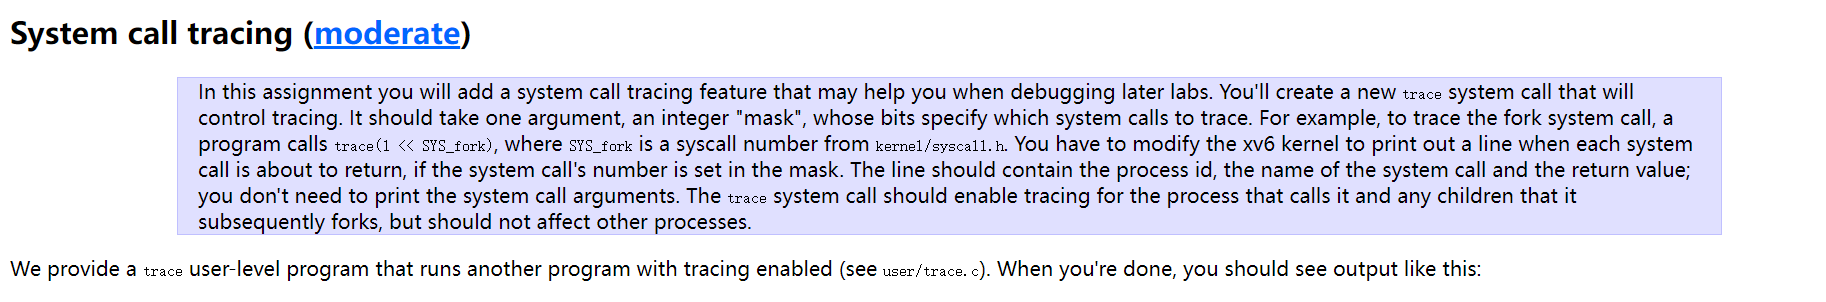 System call tracing (moderate)
In this assignment you will add a system call tracing feature that may help you when debugging later labs. You'll create a new trace system call that will
control tracing. It should take one argument, an integer "mask", whose bits specify which system calls to trace. For example, to trace the fork system call, a
program calls trace(1 << SYS_fork), where SYS_fork is a syscall number from kernel/syscall.h. You have to modify the xv6 kernel to print out a line when each system
call is about to return, if the system call's number is set in the mask. The line should contain the process id, the name of the system call and the return value;
you don't need to print the system call arguments. The trace system call should enable tracing for the process that calls it and any children that it
subsequently forks, but should not affect other processes.
We provide a trace user-level program that runs another program with tracing enabled (see user/trace.c). When you're done, you should see output like this: